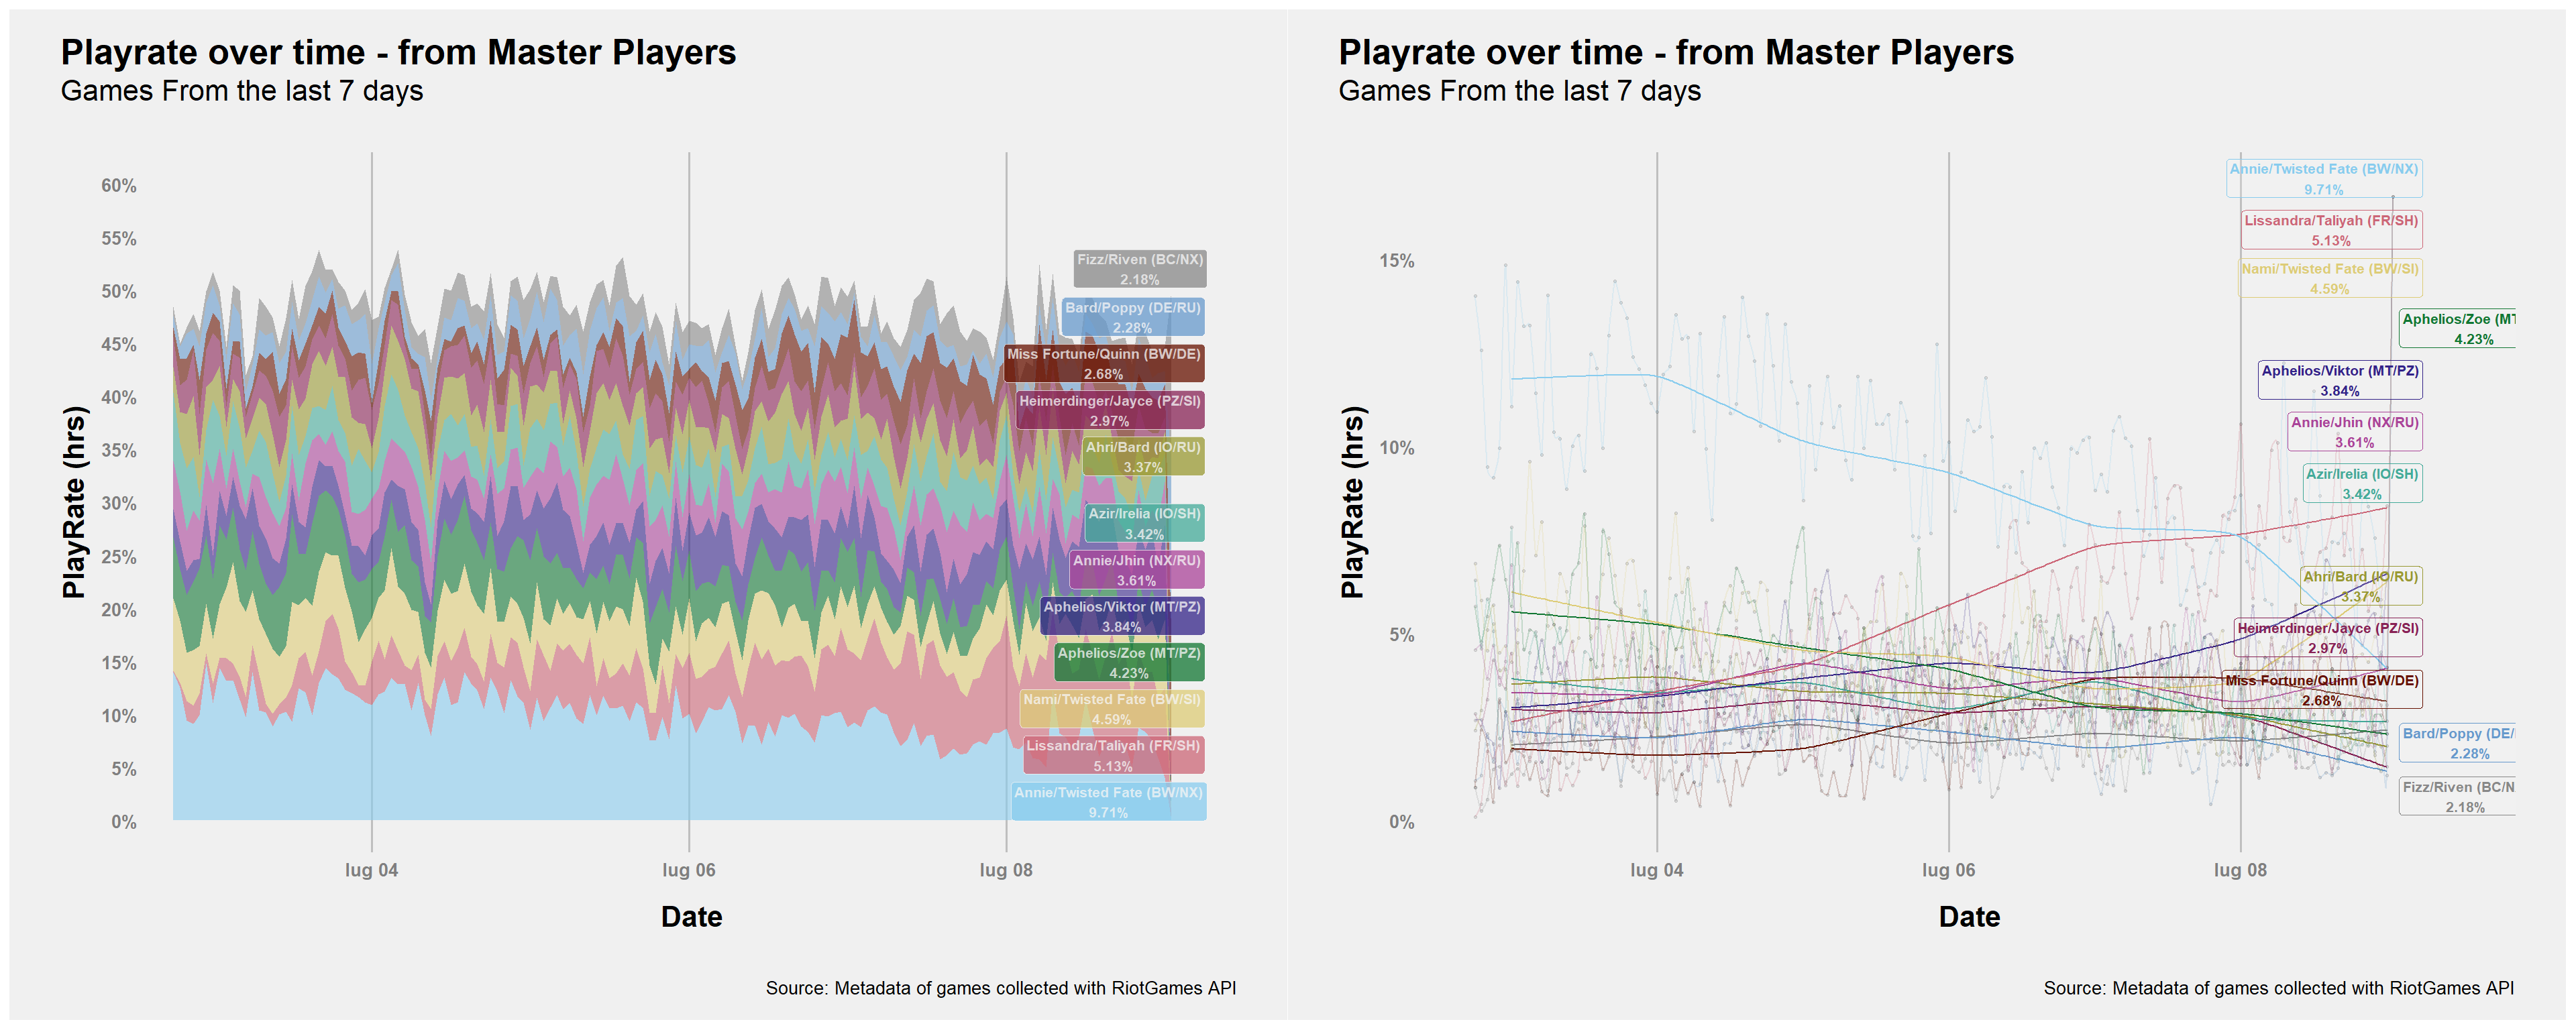 Playrate over time - from Master Players
Games From the last 7 days
60%
55%
50%
45%
40%
35%
30%
25%
20%
15%
10%
5%
0%
PlayRate (hrs)
Fizz/Riven (BC/NX)
2.18%
Bard/Poppy (DE/RU)
2.28%
Miss Fortune/Quinn (BW/DE)
2.68%
Heimerdinger/Jayce (PZ/SI)
2.97%
Ahri/Bard (IO/RU)
3.37%
Azir/Irelia (IO/SH)
3.42%
Annie/Jhin (NX/RU)
3.61%
Aphelios/Viktor (MT/PZ)
3.84%
Aphelios/Zoe (MT/PZ)
4.23%
Nami/Twisted Fate (BW/SI)
4.59%
Lissandra/Taliyah (FR/SH)
5.13%
Annie/Twisted Fate (BW/NX)
9.71%
lug 04
lug 06
lug 08
Date
Source: Metadata of games collected with RiotGames API
Playrate over time - from Master Players
Games From the last 7 days
15%
10%
5%
0%
PlayRate (hrs)
Annie/Twisted Fate (BW/NX)
9.71%
Lissandra/Taliyah (FR/SH)
5.13%
Nami/Twisted Fate (BW/SI)
4.59%
Aphelios/Zoe (MT
4.23%
Aphelios/Viktor (MT/PZ)
3.84%
Annie/Jhin (NX/RU)
3.61%
Azir/Irelia (IO/SH)
3.42%
Ahri/Bard (IO/RU)
3.37%
Heimerdinger/Jayce (PZ/SI)
2.97%
Miss Fortune/Quinn (BW/DE)
2.68%
Bard/Poppy (DE/
2.28%
Fizz/Riven (BC/N
2.18%
lug 04
lug 06
lug 08
Date
Source: Metadata of games collected with RiotGames API